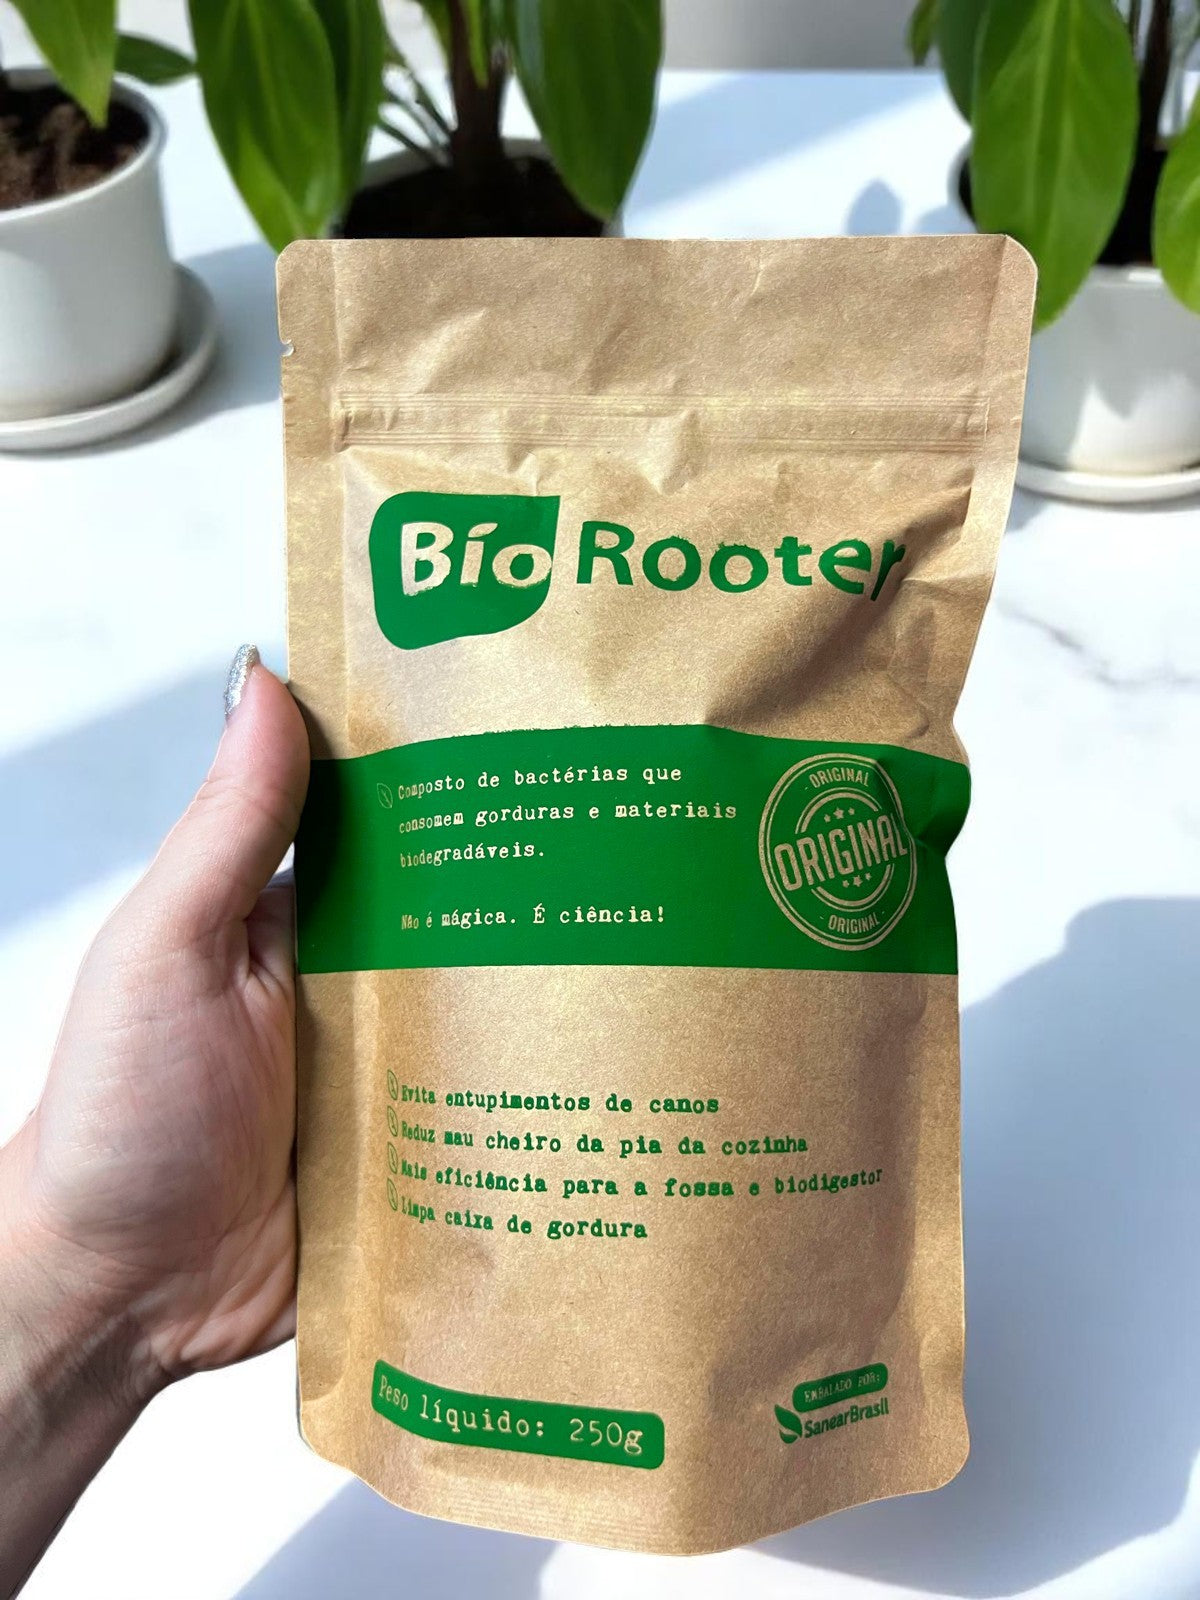 Bío Rooter
Composto de bactérias que
consomem gorduras e materiais
biodegradáveis.
Não é mágica. É ciência!
- ORIGINAL -
ORIGINAL
- ORIGINAL -
Evita entupimentos de canos
Reduz mau cheiro da pia da cozinha
Mais eficiência para a fossa e biodigestor
Limpa caixa de gordura
Peso líquido: 250g
EMBALADO POR:
SanearBrasil